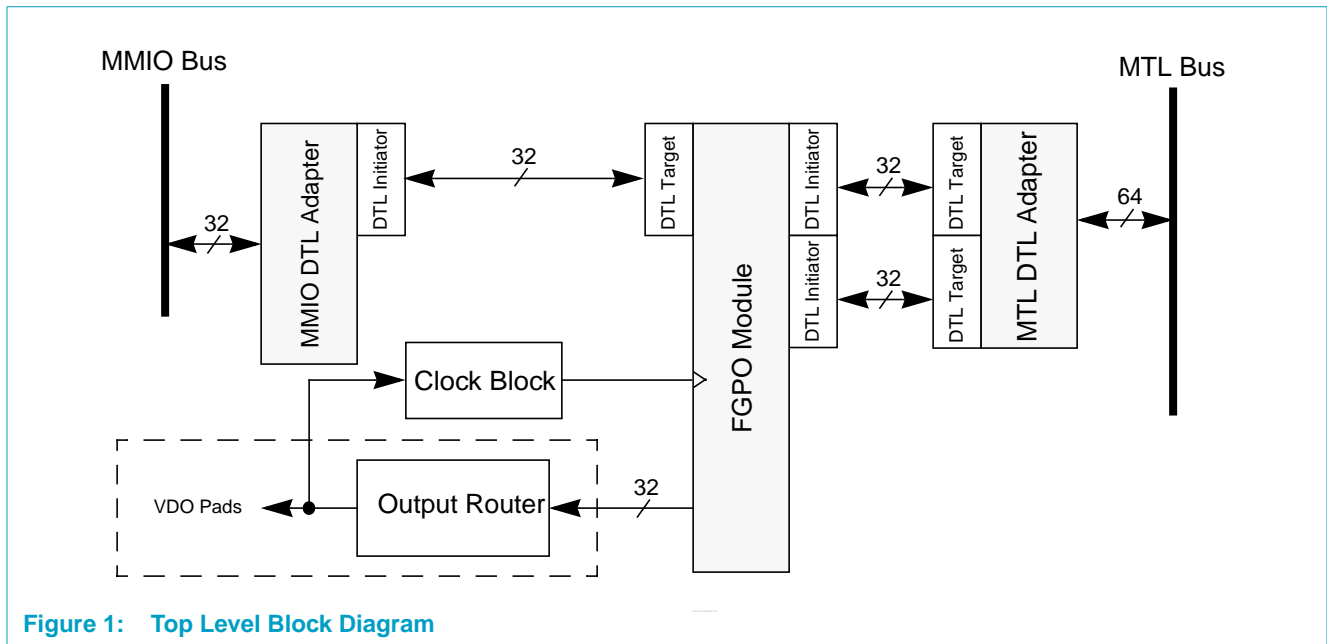 MMIO Bus
MTL Bus
MMIO DTL Adapter
DTL Initiator
32
DTL Target
FGPO Module
DTL Initiator
32
DTL Target
MTL DTL Adapter
64
32
DTL Initiator
32
DTL Target
Clock Block
VDO Pads
Output Router
32
Figure 1: Top Level Block Diagram